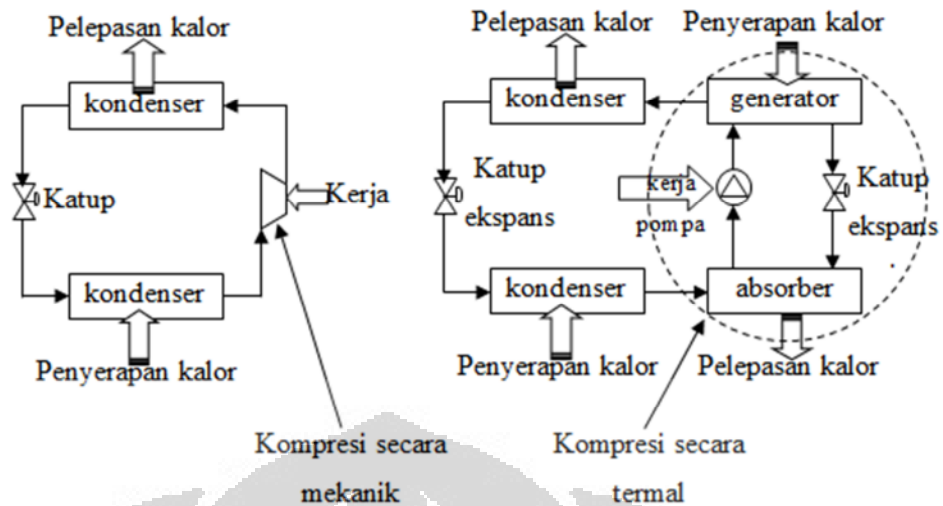 Pelepasan kalor
kondenser
Katup
Kerja
kondenser
Penyerapan kalor
Kompresi secara
mekanik
Pelepasan kalor
Penyerapan kalor
kondenser
generator
Katup
ekspans
kerja
pompa
Katup
ekspans
kondenser
absorber
Penyerapan kalor
Pelepasan kalor
Kompresi secara
termal